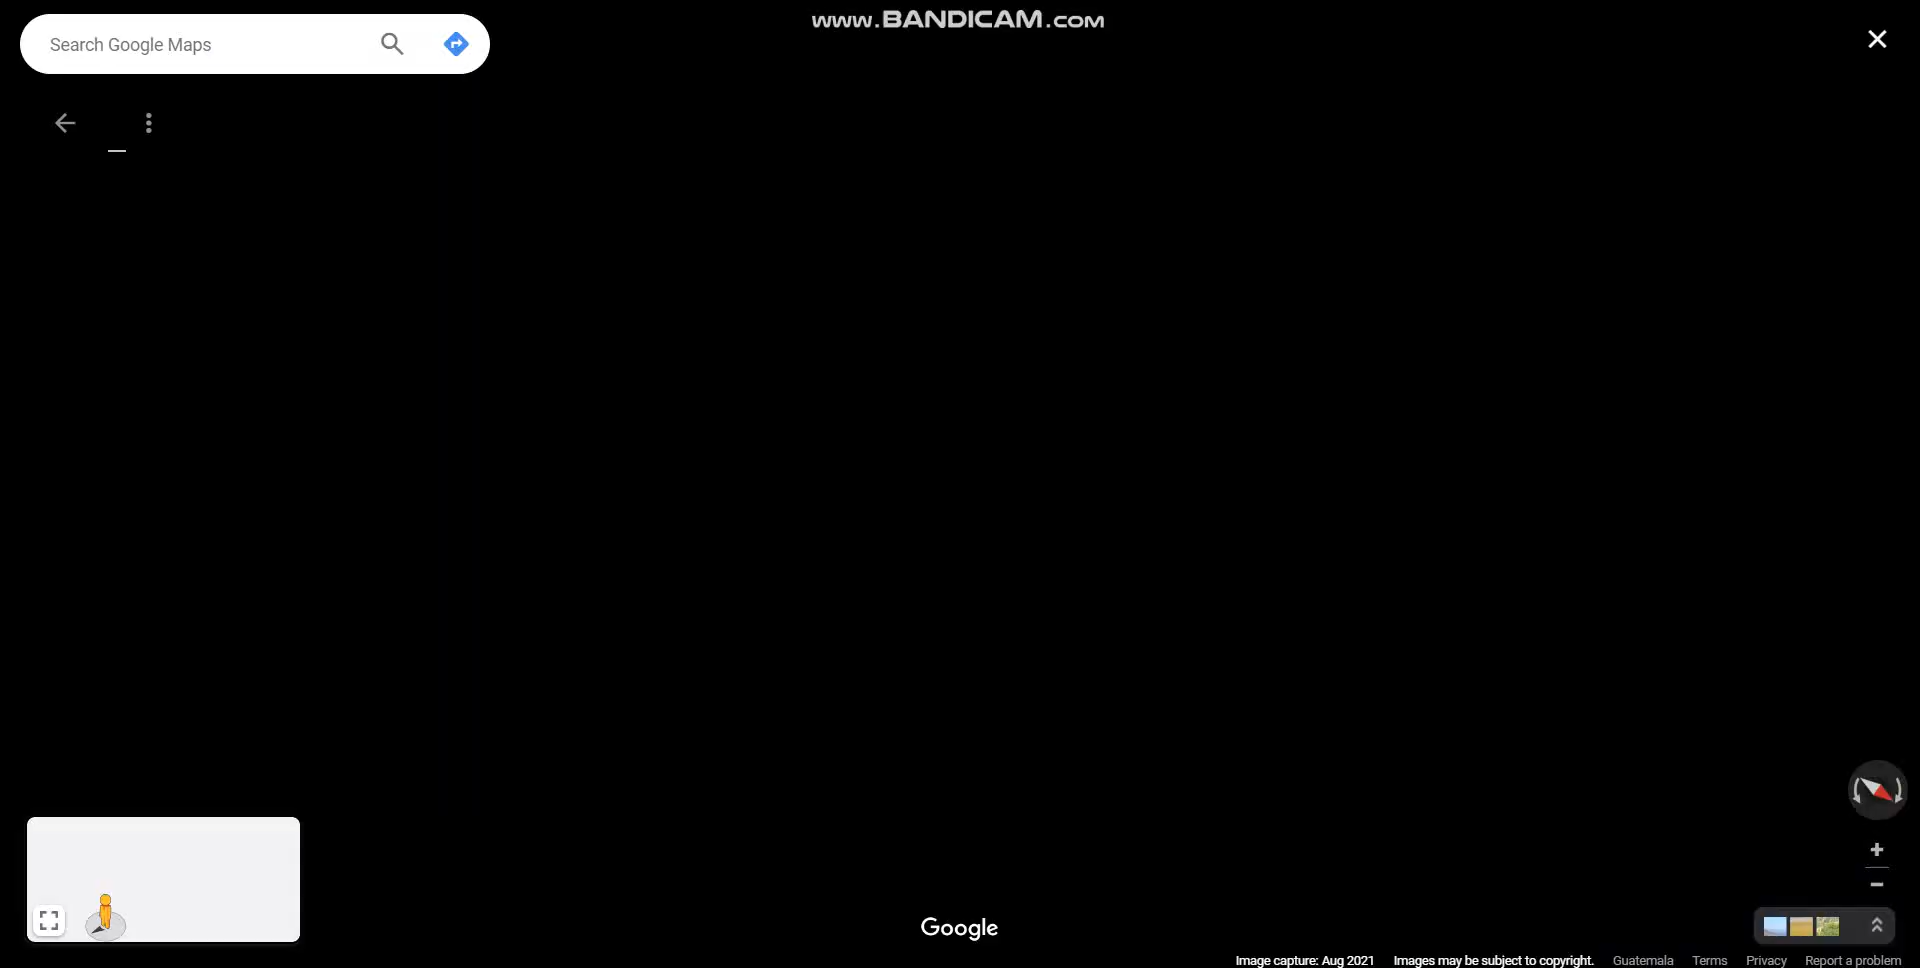 www.BANDICAM.COM
Search Google Maps
Google
Image capture: Aug 2021 Images may be subject to copyright. Guatemala Terms Privacy Report a problem